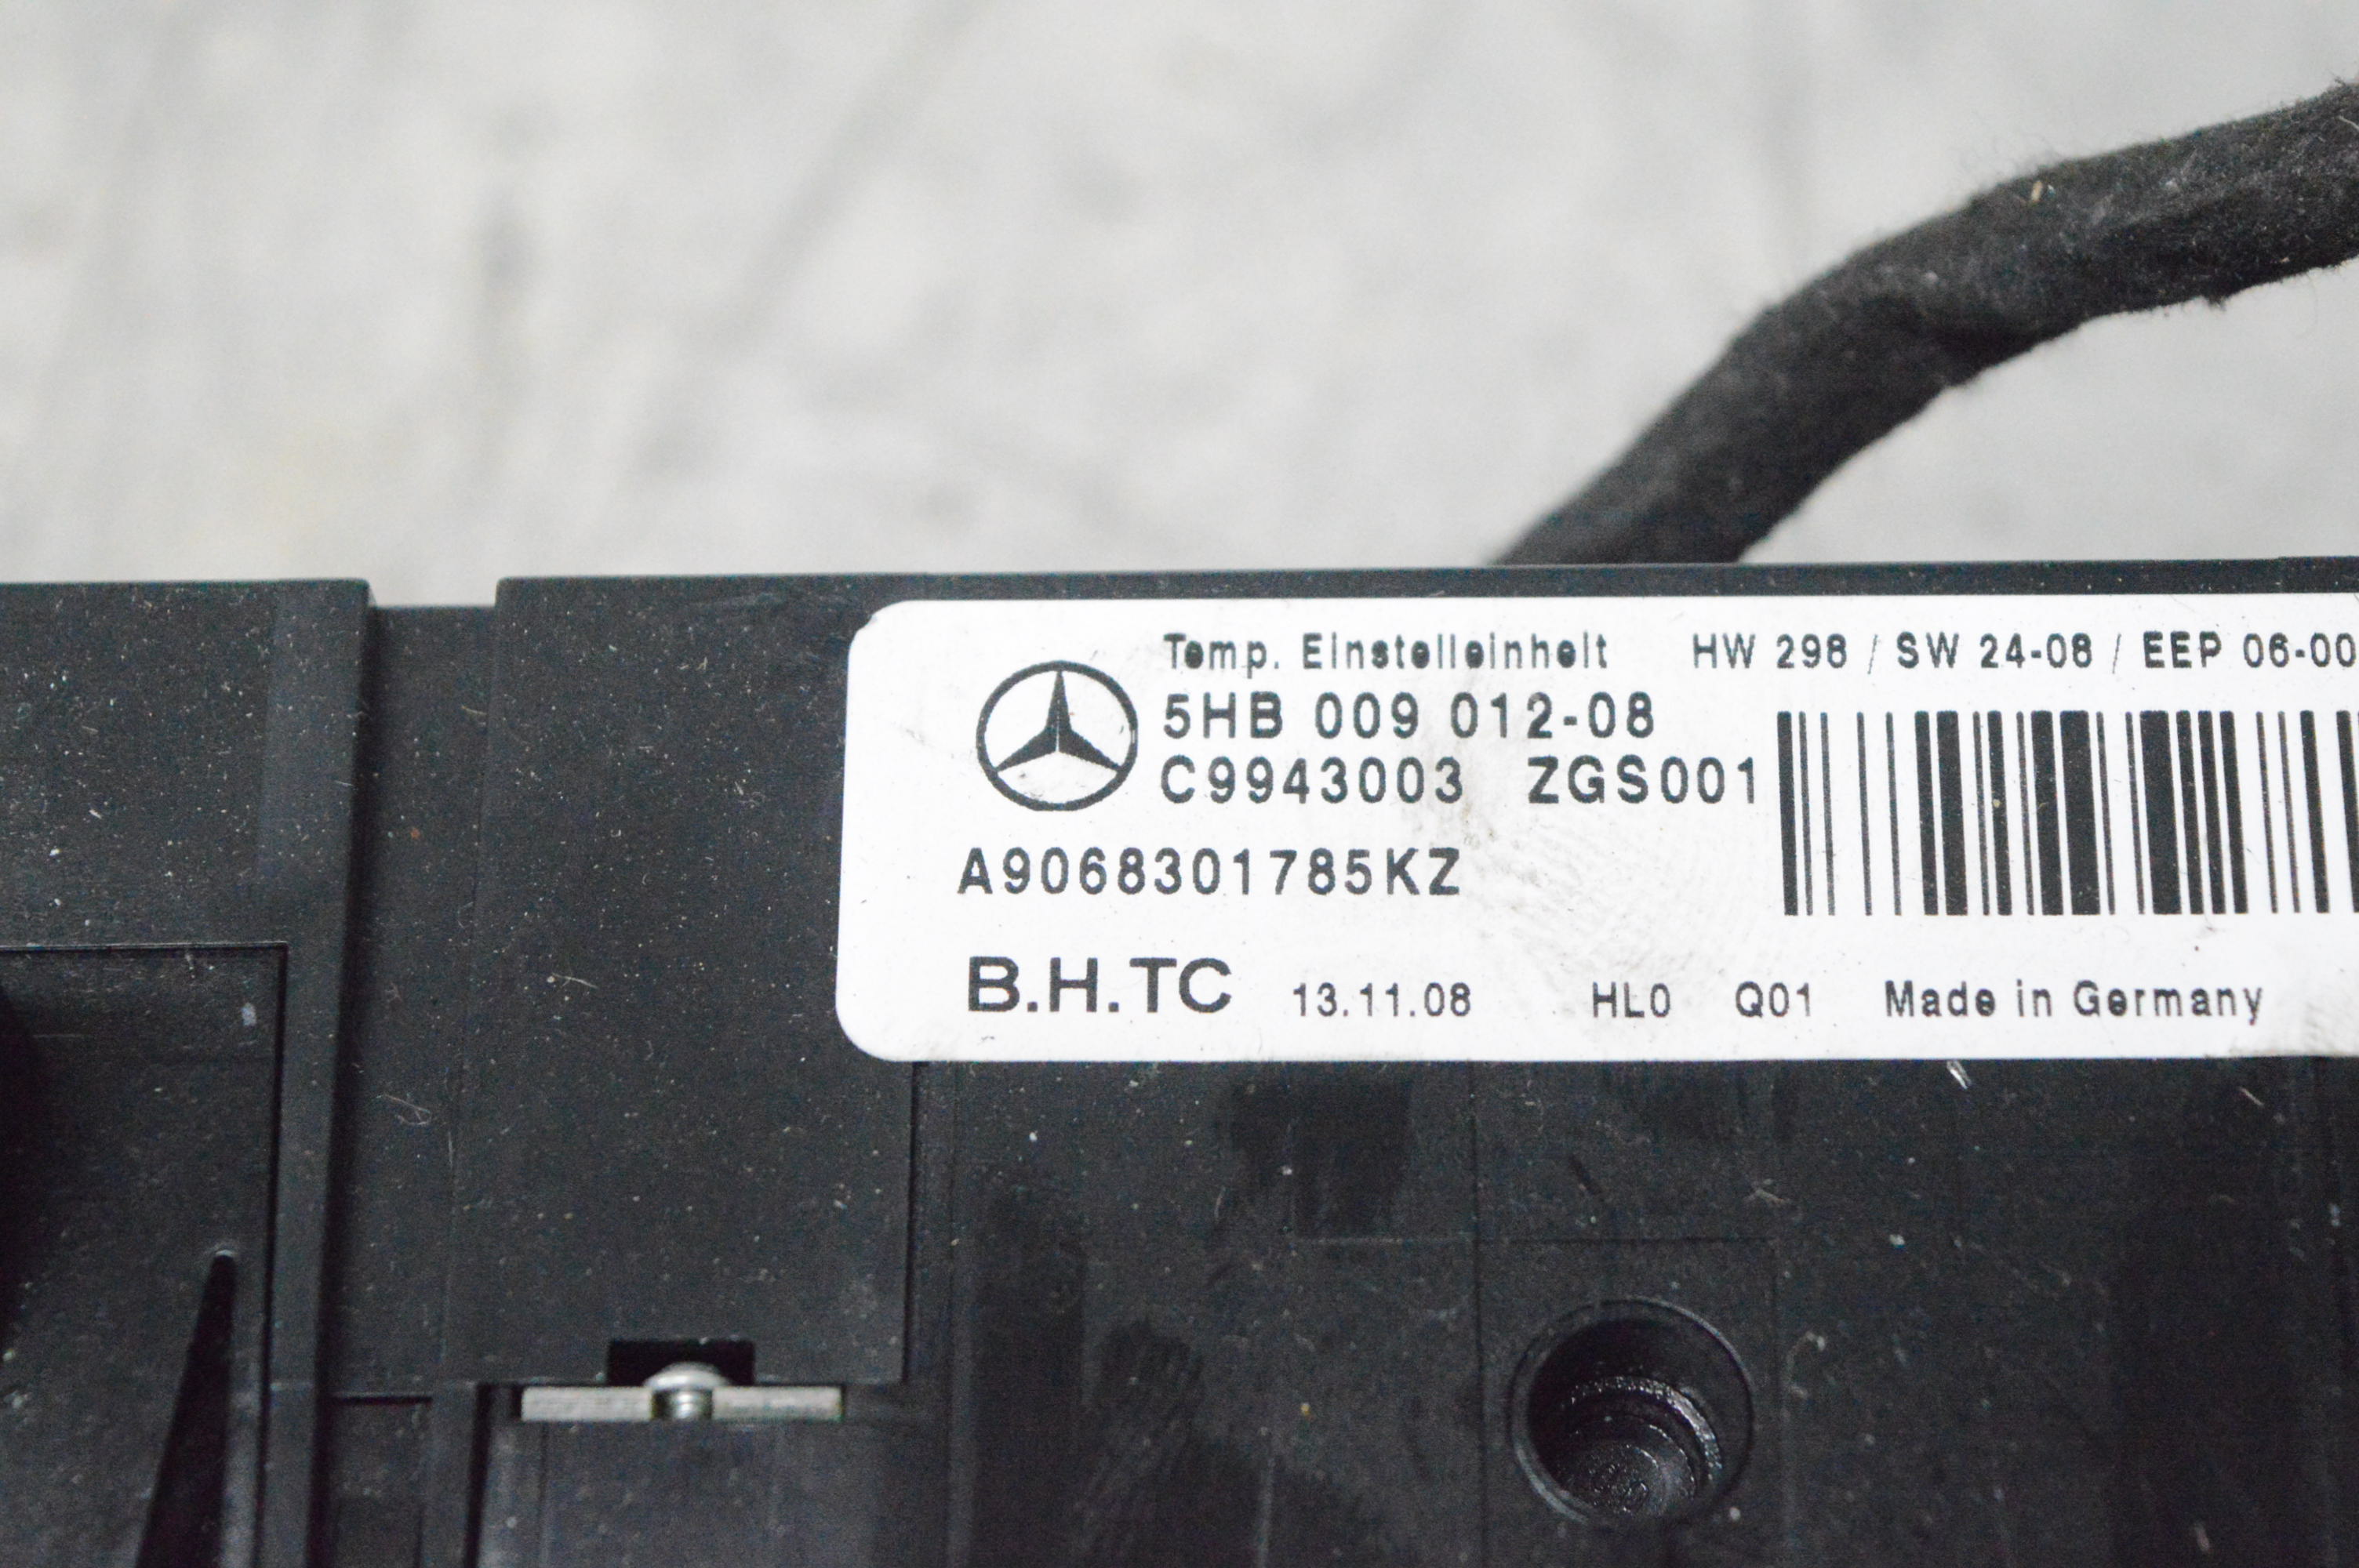 Temp. Einstelleinheit HW 298 / SW 24-08 / EEP 06-00
5HB 009 012-08
C9943003 ZGS001
A9068301785KZ
B.H.TC 13.11.08 HL0 Q01 Made in Germany